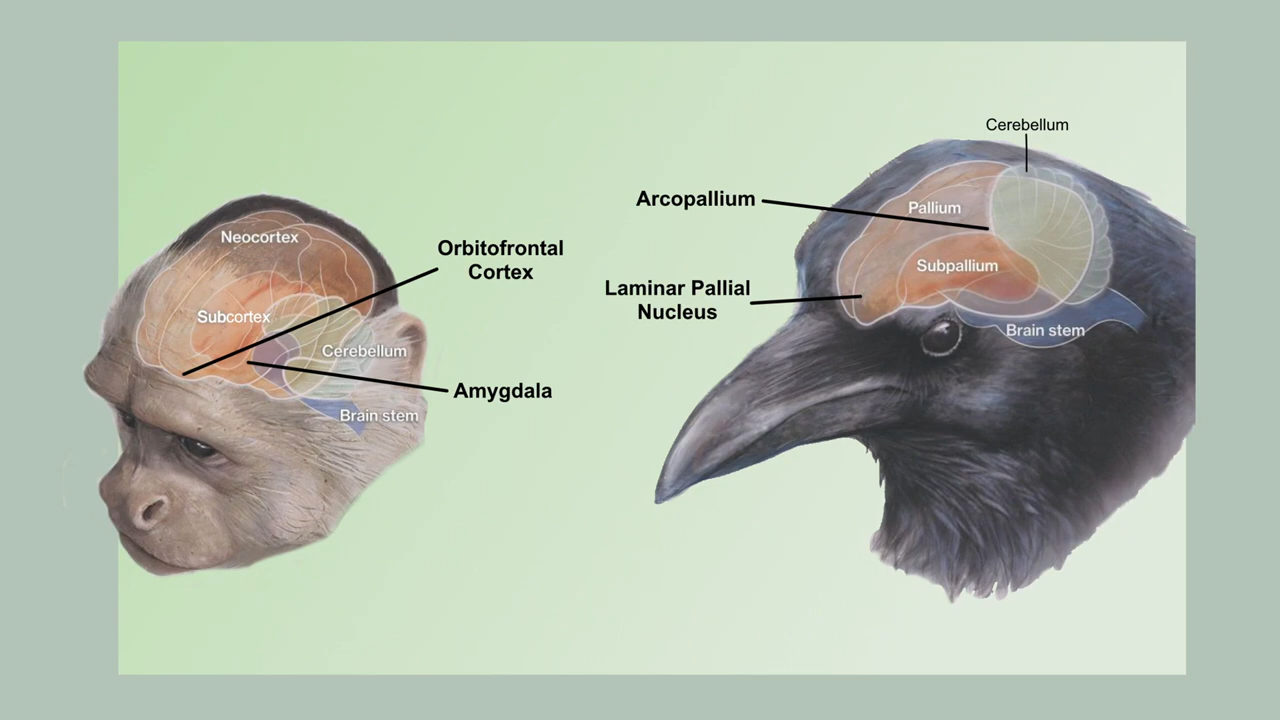 Neocortex
Orbitofrontal
Cortex
Subcortex
Cerebellum
Amygdala
Brain stem
Cerebellum
Arcopallium
Pallium
Subpallium
Laminar Pallial
Nucleus
Brain stem